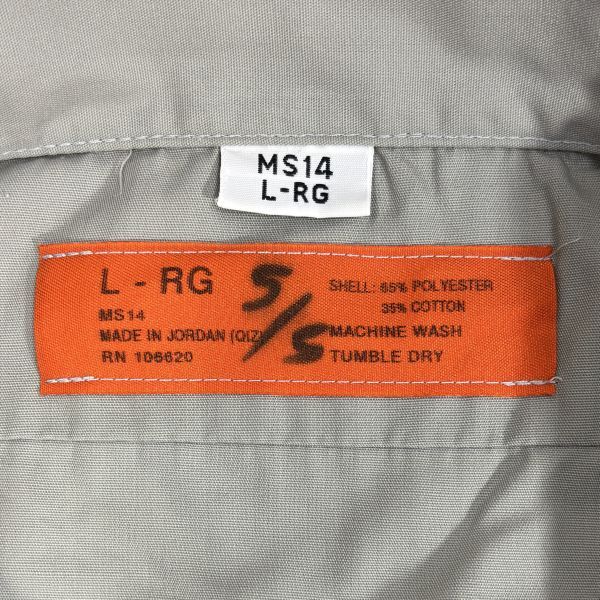 MS14
L-RG
L - RG
MS14
MADE IN JORDAN (QIZ)
RN 106620
S/S
SHELL: 65% POLYESTER
35% COTTON
MACHINE WASH
TUMBLE DRY